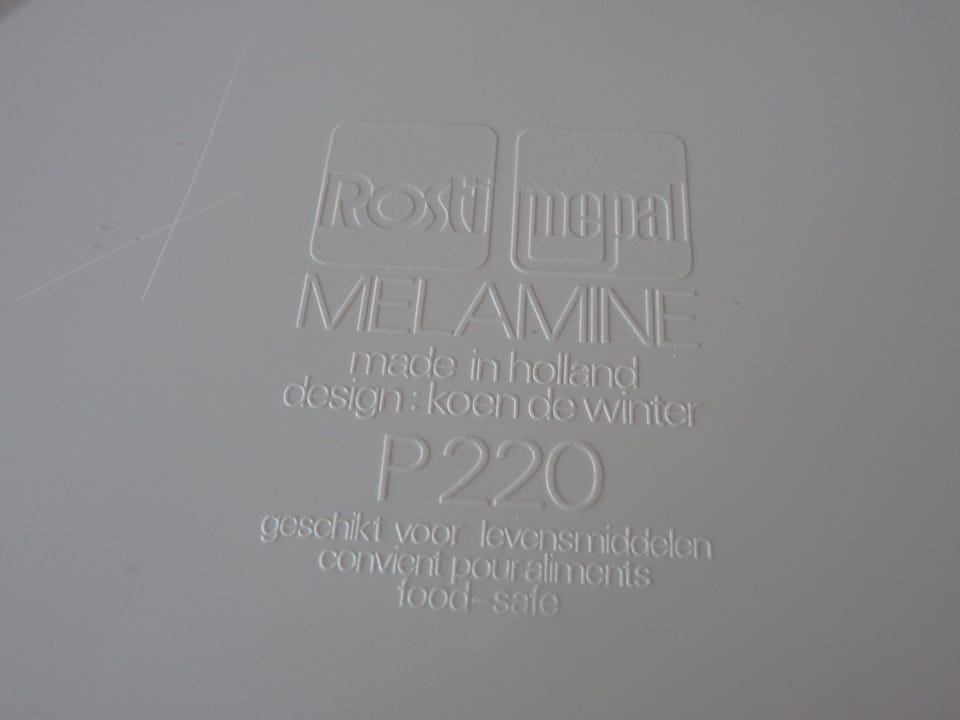 Rosti mepal
MELAMINE
made in holland
design : koen de winter
P220
geschikt voor levensmiddelen
convient pour aliments
food-safe